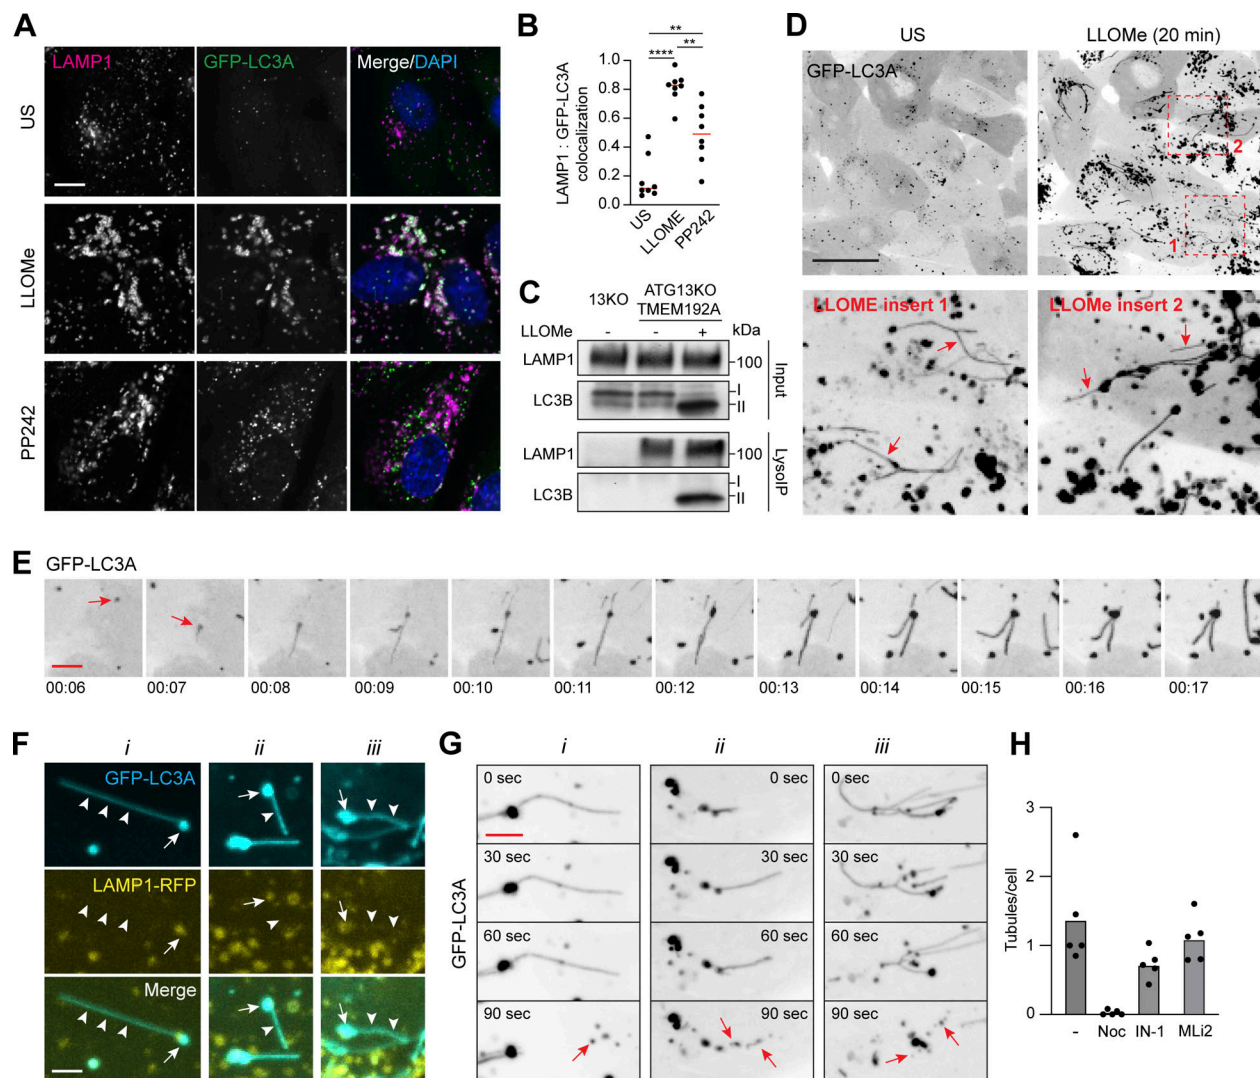 A
LAMP1
GFP-LC3A
Merge/DAPI
US
LLOMe
PP242
B
**
**** **
LAMP1 : GFP-LC3A
colocalization
1.0
0.8
0.6
0.4
0.2
0.0
US
LLOME
PP242
C
13KO
ATG13KO
TMEM192A
LLOMe - - + kDa
LAMP1
100
LC3B
I
II
Input
LAMP1
100
LC3B
I
II
LysoIP
D
US
LLOMe (20 min)
GFP-LC3A
2
1
LLOME insert 1
LLOMe insert 2
E
GFP-LC3A
00:06 00:07 00:08 00:09 00:10 00:11 00:12 00:13 00:14 00:15 00:16 00:17
F
i ii iii
GFP-LC3A
LAMP1-RFP
Merge
G
i ii iii
GFP-LC3A
0 sec 0 sec 0 sec
30 sec 30 sec 30 sec
60 sec 60 sec 60 sec
90 sec 90 sec 90 sec
H
Tubules/cell
3
2
1
0
- Noc IN-1 MLi2